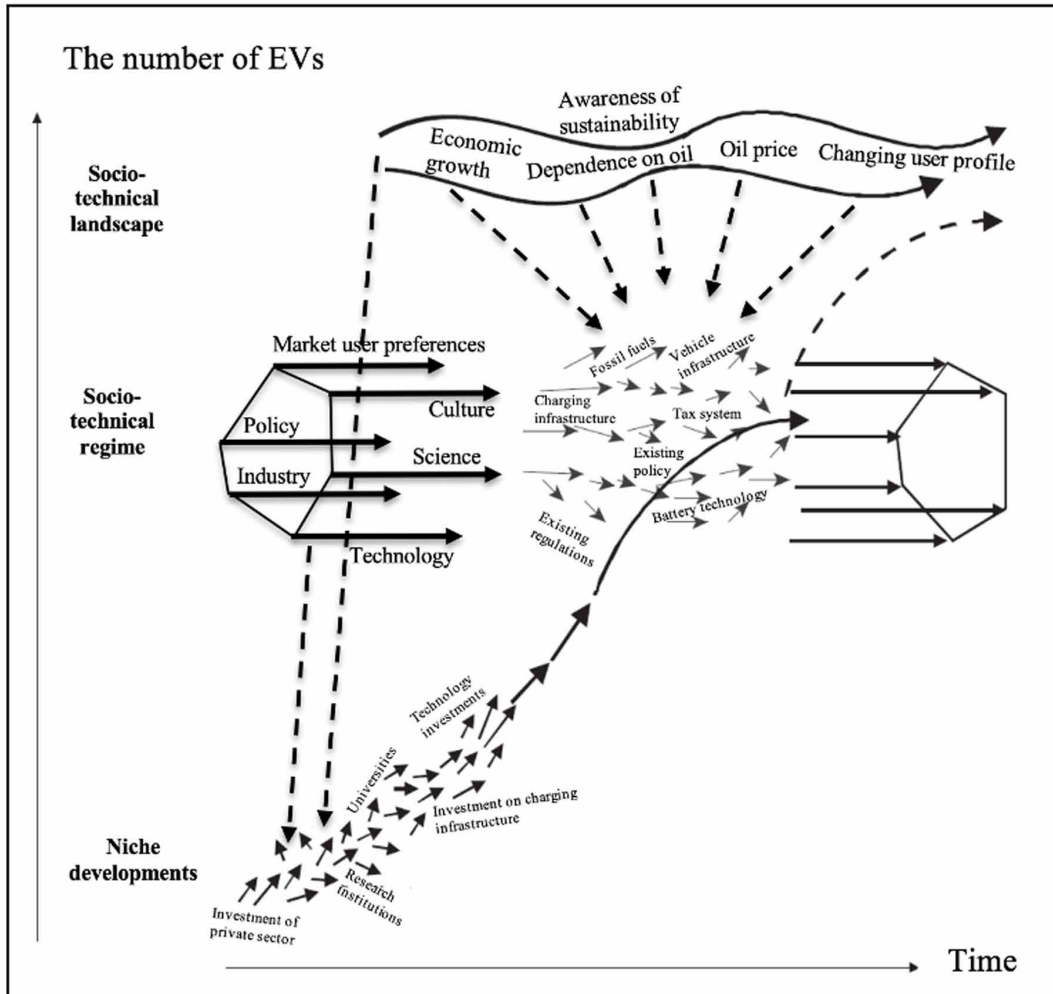 The number of EVs
Awareness of
sustainability
Economic
growth
Dependence on oil
Oil price
Changing user profile
Socio-
technical
landscape
Market user preferences
Culture
Policy
Science
Industry
Technology
Socio-
technical
regime
Fossil fuels
Vehicle
infrastructure
Charging
infrastructure
Tax system
Existing
policy
Battery technology
Existing
regulations
Technology
investments
Universities
Investment on charging
infrastructure
Research
institutions
Niche
developments
Investment of
private sector
Time